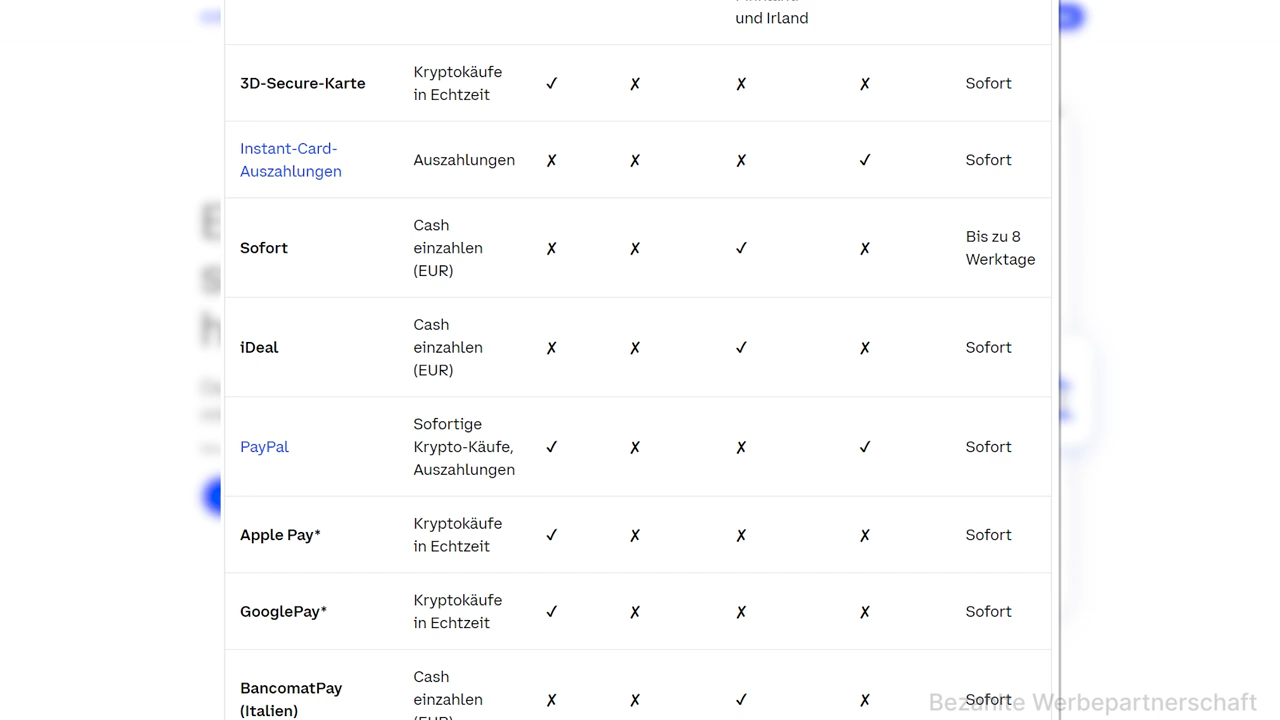 und Irland
3D-Secure-Karte
Kryptokäufe
in Echtzeit
✓ ✗ ✗ ✗
Sofort
Instant-Card-
Auszahlungen
Auszahlungen
✗ ✗ ✗ ✓
Sofort
Sofort
Cash
einzahlen
(EUR)
✗ ✗ ✓ ✗
Bis zu 8
Werktage
iDeal
Cash
einzahlen
(EUR)
✗ ✗ ✓ ✗
Sofort
PayPal
Sofortige
Krypto-Käufe,
Auszahlungen
✓ ✗ ✗ ✓
Sofort
Apple Pay*
Kryptokäufe
in Echtzeit
✓ ✗ ✗ ✗
Sofort
GooglePay*
Kryptokäufe
in Echtzeit
✓ ✗ ✗ ✗
Sofort
BancomatPay
(Italien)
Cash
einzahlen
(EUR)
✗ ✗ ✓ ✗
Sofort
Bezahlte Werbepartnerschaft